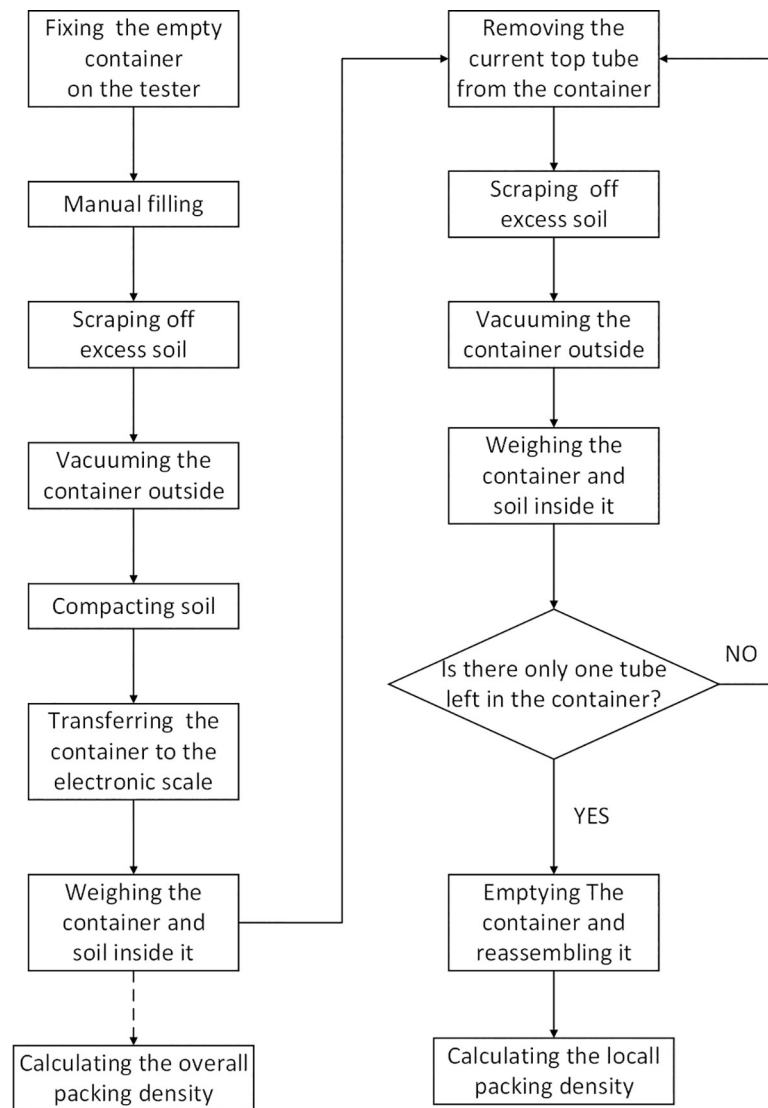 Fixing the empty
container
on the tester
Manual filling
Scraping off
excess soil
Vacuuming the
container outside
Compacting soil
Transferring the
container to the
electronic scale
Weighing the
container and
soil inside it
Calculating the overall
packing density
Removing the
current top tube
from the container
Scraping off
excess soil
Vacuuming the
container outside
Weighing the
container and
soil inside it
Is there only one tube
left in the container?
NO
YES
Emptying The
container and
reassembling it
Calculating the locall
packing density